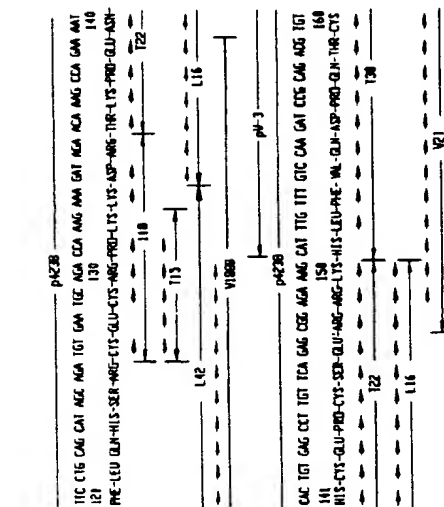 p423B
TTC CTG CAG CAT AGC AGA TGT GAA TGC AGA CCA AAG AAA GAT AGA ACA AAG CCA GAA AAT
121 130 140
PHE-LEU GLN-HIS-SER-ARG-CYS-GLU-CYS-ARG-PRO-LYS-LYS-ASP-ARG-THR-LYS-PRO-GLU-ASN-
T22
T15
L42 L16
pV-3
p423B
CAC TGT GAG CCT TGT TCA GAG CGG AGA AAG CAT TTG TTT GTC CAA GAT CCG CAG ACG TGT
141 150 160
HIS-CYS-GLU-PRO-CYS-SER-GLU-ARG-ARG-LYS-HIS-LEU-PHE-VAL-GLN-ASP-PRO-GLN-THR-CYS
T22 T30
L16
V21